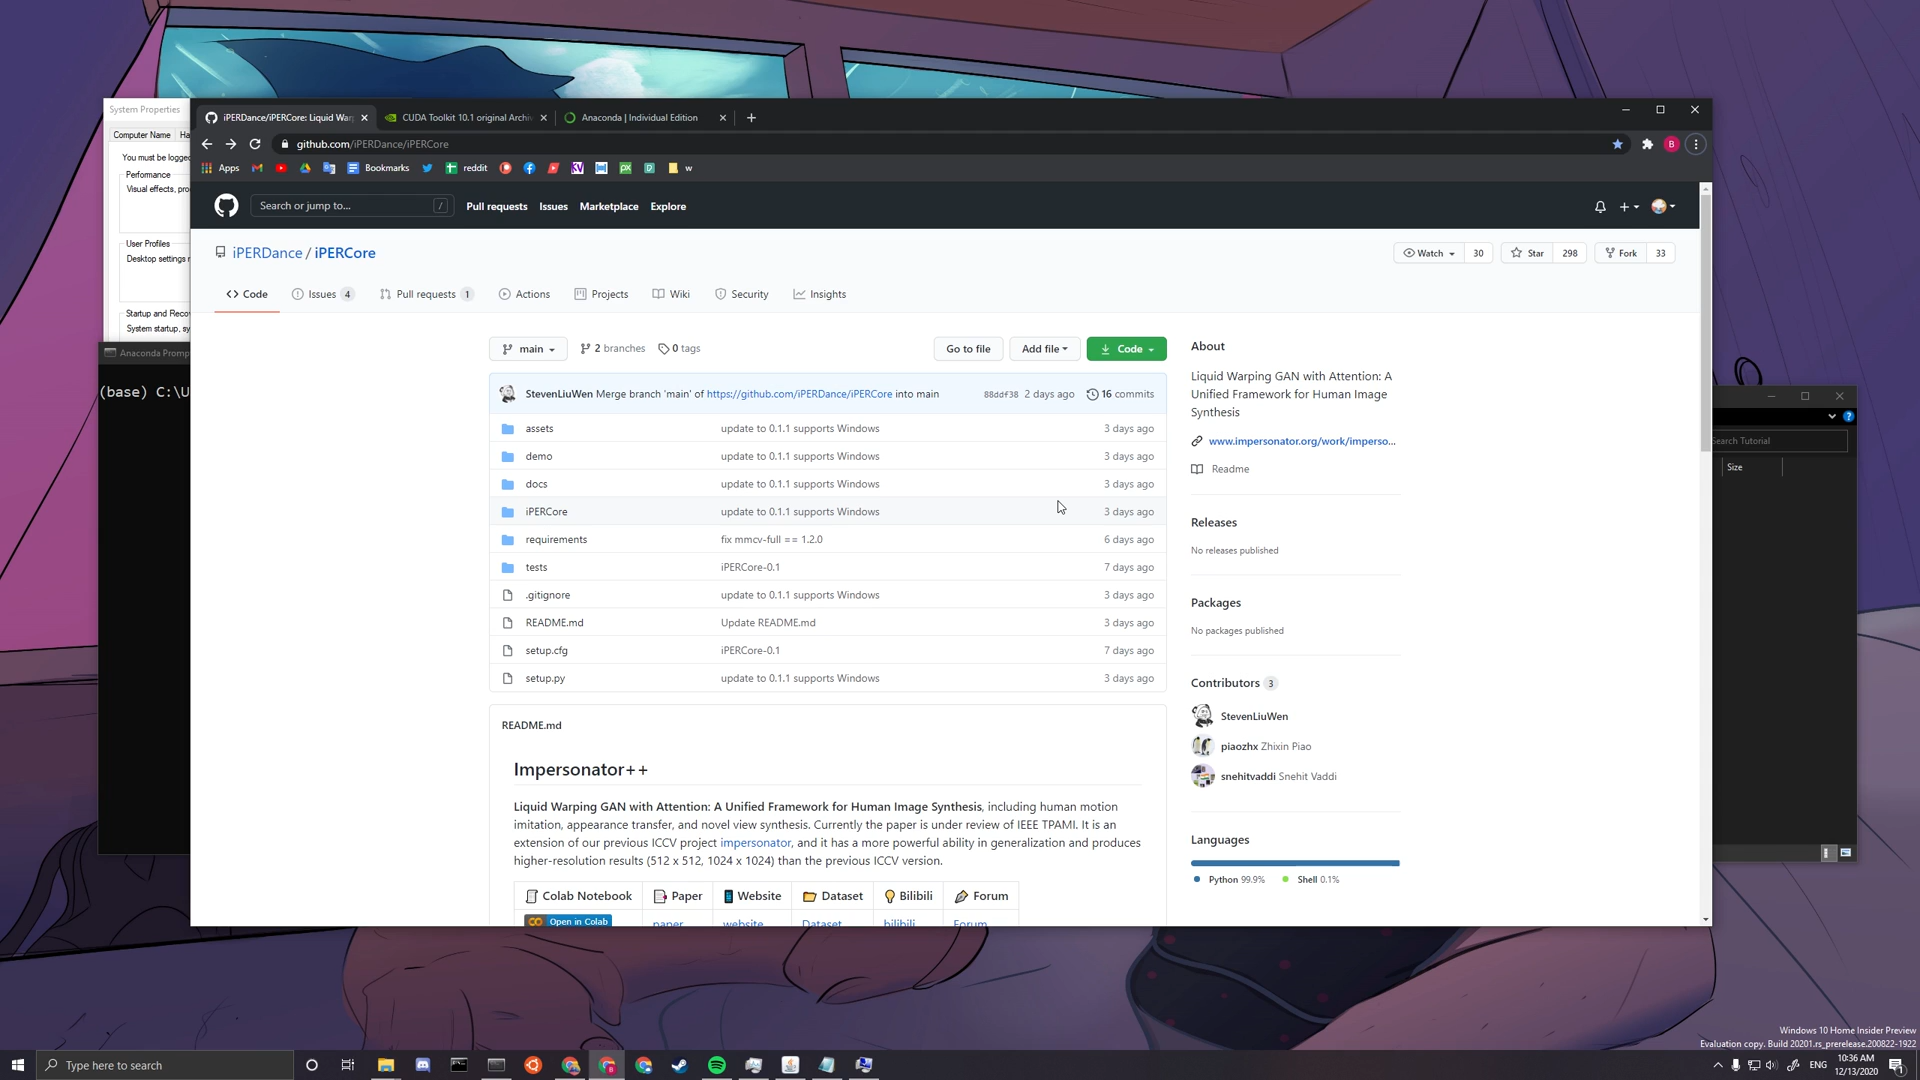 System Properties
Computer Name
You must be logged
Performance
Visual effects, pro
User Profiles
Desktop settings
Startup and Reco
System startup, sy
Anaconda Promp
(base) C:\U
iPERDance/iPERCore: Liquid War
CUDA Toolkit 10.1 original Archi
Anaconda | Individual Edition
github.com/iPERDance/iPERCore
B
Apps
Bookmarks
reddit
w
Search or jump to...
/
Pull requests
Issues
Marketplace
Explore
iPERDance / iPERCore
Watch
30
Star
298
Fork
33
Code
Issues 4
Pull requests 1
Actions
Projects
Wiki
Security
Insights
main
2 branches
0 tags
Go to file
Add file
Code
StevenLiuWen Merge branch 'main' of https://github.com/iPERDance/iPERCore into main 88ddf38 2 days ago 16 commits
assets update to 0.1.1 supports Windows 3 days ago
demo update to 0.1.1 supports Windows 3 days ago
docs update to 0.1.1 supports Windows 3 days ago
iPERCore update to 0.1.1 supports Windows 3 days ago
requirements fix mmcv-full == 1.2.0 6 days ago
tests iPERCore-0.1 7 days ago
.gitignore update to 0.1.1 supports Windows 3 days ago
README.md Update README.md 3 days ago
setup.cfg iPERCore-0.1 7 days ago
setup.py update to 0.1.1 supports Windows 3 days ago
README.md
Impersonator++
Liquid Warping GAN with Attention: A Unified Framework for Human Image Synthesis, including human motion
imitation, appearance transfer, and novel view synthesis. Currently the paper is under review of IEEE TPAMI. It is an
extension of our previous ICCV project impersonator, and it has a more powerful ability in generalization and produces
higher-resolution results (512 x 512, 1024 x 1024) than the previous ICCV version.
Colab Notebook Paper Website Dataset Bilibili Forum
Open in Colab paper website Dataset bilibili Forum
About
Liquid Warping GAN with Attention: A
Unified Framework for Human Image
Synthesis
www.impersonator.org/work/imperso...
Readme
Releases
No releases published
Packages
No packages published
Contributors 3
StevenLiuWen
piaozhx Zhixin Piao
snehitvaddi Snehit Vaddi
Languages
Python 99.9%
Shell 0.1%
Search Tutorial
Size
Windows 10 Home Insider Preview
Evaluation copy. Build 20201.rs_prerelease.200822-1922
Type here to search
ENG
10:36 AM
12/13/2020